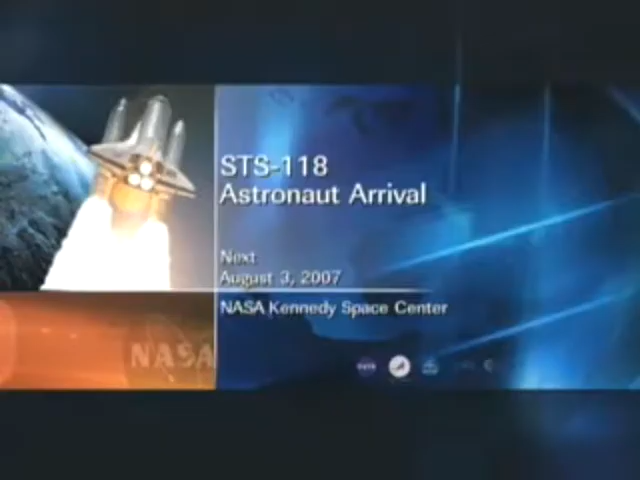 STS-118
Astronaut Arrival
Next
August 3, 2007
NASA Kennedy Space Center
NASA